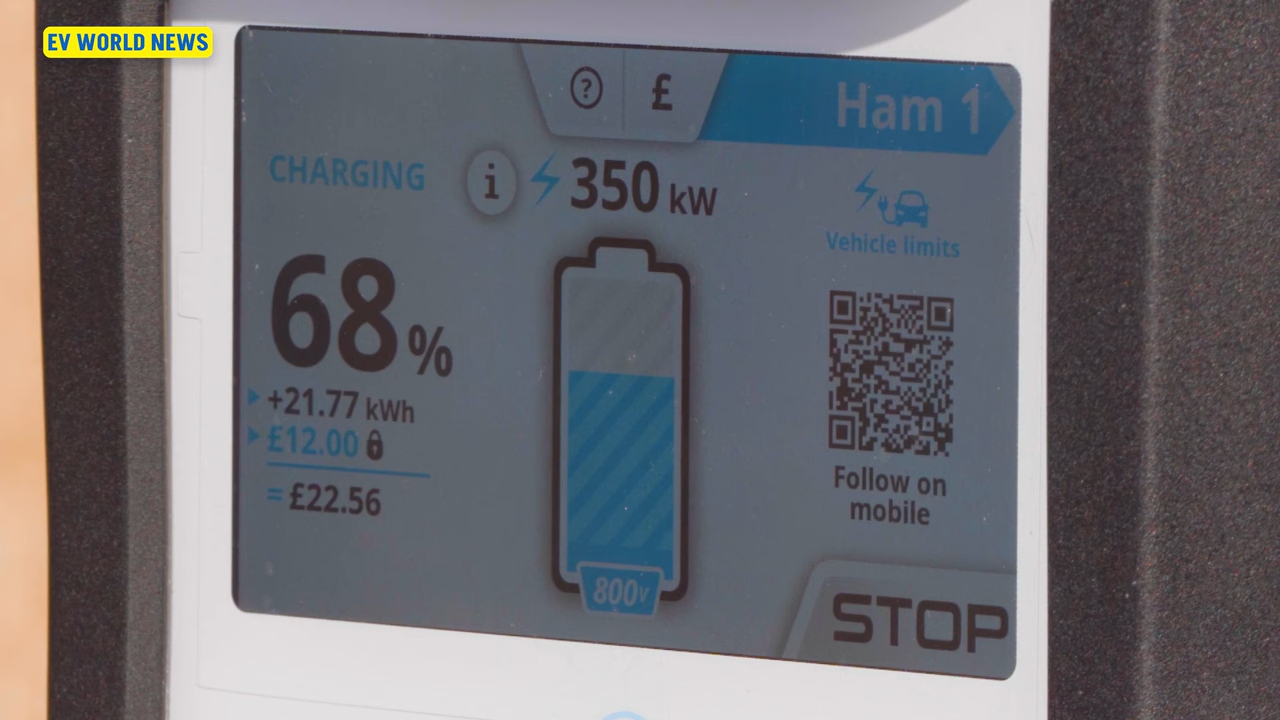 EV WORLD NEWS
? £ Ham 1
CHARGING i 350 kW
Vehicle limits
68%
+21.77 kWh
£12.00
= £22.56
Follow on
mobile
800v
STOP